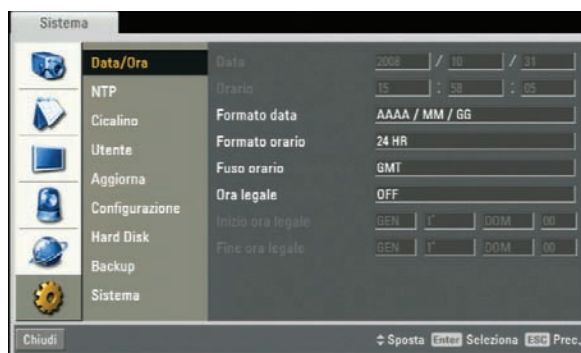 Sistema
Data/Ora
NTP
Cicalino
Utente
Aggiorna
Configurazione
Hard Disk
Backup
Sistema
Data 2008 / 10 / 31
Orario 15 : 58 : 05
Formato data AAAA / MM / GG
Formato orario 24 HR
Fuso orario GMT
Ora legale OFF
Inizio ora legale GEN 1° DOM 00
Fine ora legale GEN 1° DOM 00
Chiudi Sposta Enter Seleziona ESC Prec.